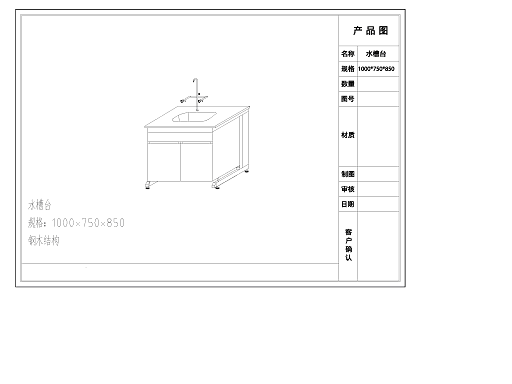 产品图
名称 水槽台
规格 1000*750*850
数量
图号
材质
制图
审核
日期
客户确认
水槽台
规格：1000×750×850
钢木结构